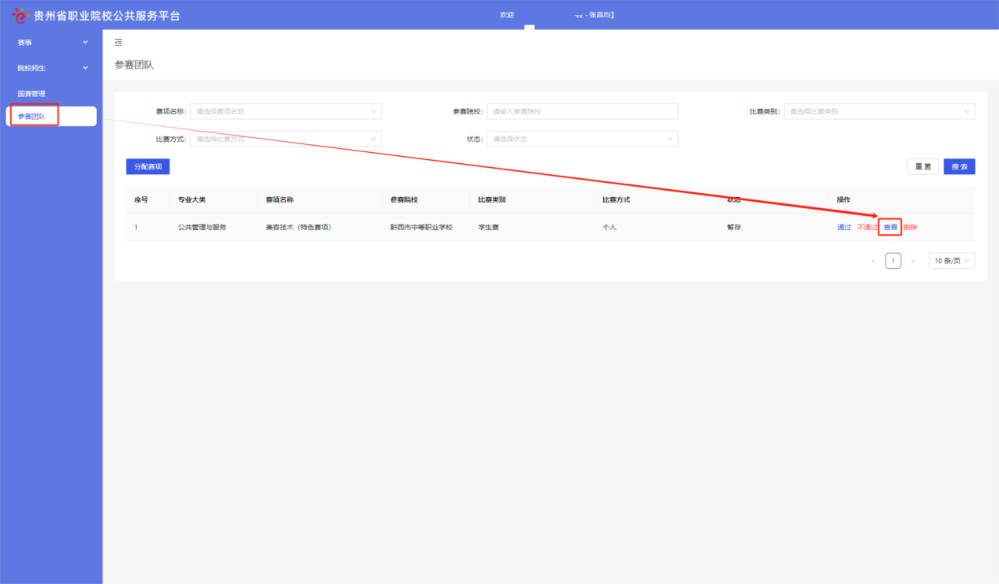 贵州省职业院校公共服务平台
欢迎 - 张昌均】
赛事
院校师生
国赛管理
参赛团队
参赛团队
赛项名称: 请选择赛项名称 参赛院校: 请输入参赛院校 比赛类别: 请选择比赛类别
比赛方式: 请选择比赛方式 状态: 请选择状态
分配赛项 重 置 搜 索
序号 专业大类 赛项名称 参赛院校 比赛类别 比赛方式 状态 操作
1 公共管理与服务 美容技术（特色赛项） 黔西市中等职业学校 学生赛 个人 暂存 通过 不通过 查看 删除
< 1 > 10 条/页